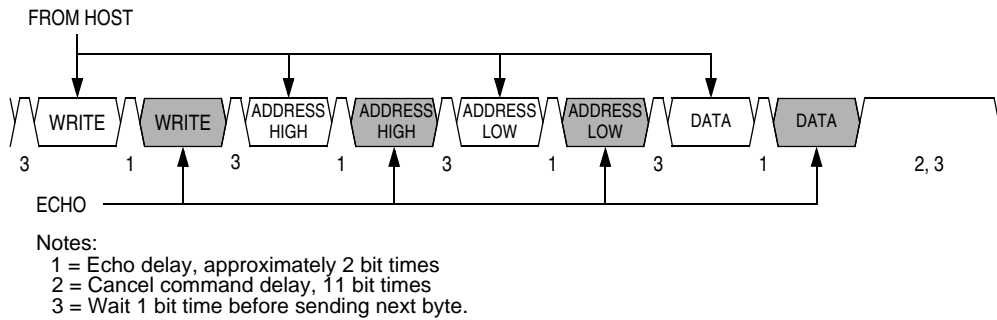 FROM HOST
WRITE WRITE ADDRESS HIGH ADDRESS HIGH ADDRESS LOW ADDRESS LOW DATA DATA
3 1 3 1 3 1 3 1 2, 3
ECHO
Notes:
1 = Echo delay, approximately 2 bit times
2 = Cancel command delay, 11 bit times
3 = Wait 1 bit time before sending next byte.